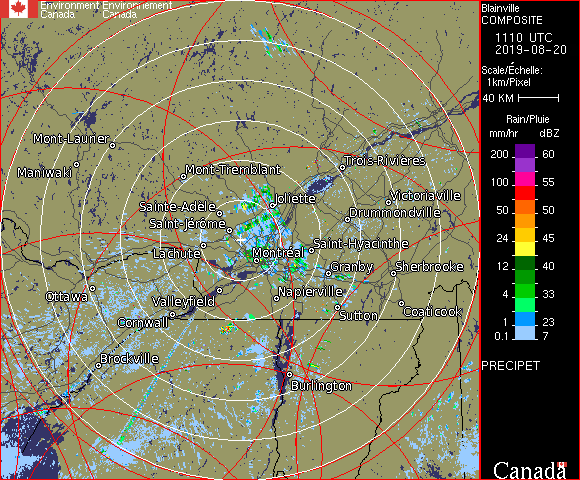 Environment Environnement
Canada Canada
Blainville
COMPOSITE
1110 UTC
2019-08-20
Scale/Échelle:
1km/Pixel
40 KM
Rain/Pluie
mm/hr dBZ
200 60
100 55
50 50
24 45
12 40
4 33
1 23
0.1 7
PRECIPET
Mont-Laurier
Maniwaki
Mont-Tremblant
Trois-Rivières
Joliette
Victoriaville
Sainte-Adèle
Drummondville
Saint-Jérôme
Saint-Hyacinthe
Lachute
Montréal
Granby
Sherbrooke
Ottawa
Valleyfield
Napierville
Cornwall
Sutton
Coaticook
Brockville
Burlington
Canada